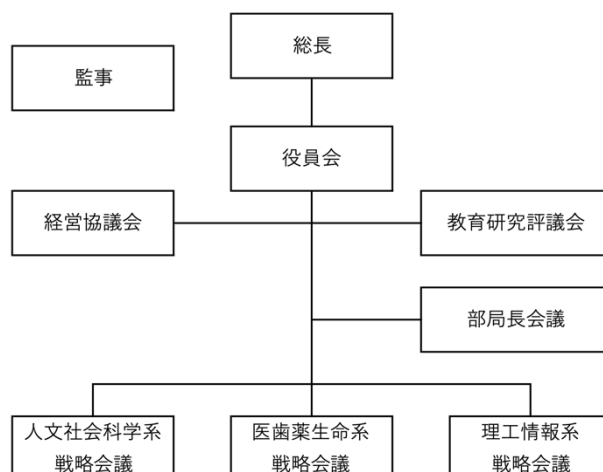 総長
監事
役員会
経営協議会
教育研究評議会
部局長会議
人文社会科学系
戦略会議
医歯薬生命系
戦略会議
理工情報系
戦略会議